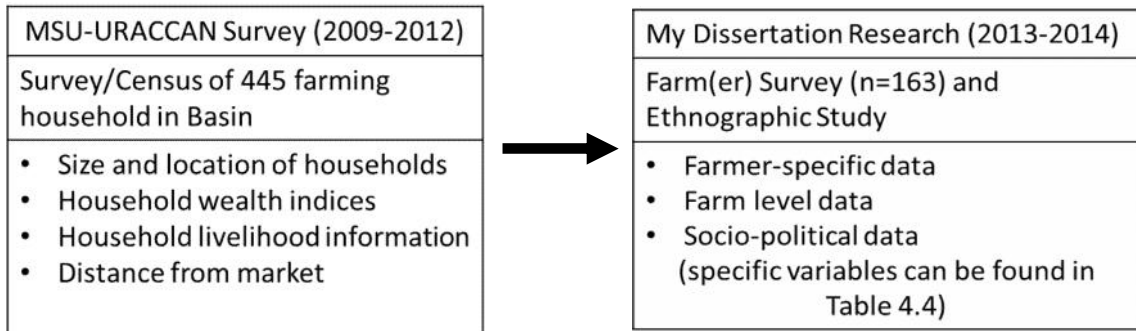 MSU-URACCAN Survey (2009-2012)
Survey/Census of 445 farming
household in Basin
• Size and location of households
• Household wealth indices
• Household livelihood information
• Distance from market
My Dissertation Research (2013-2014)
Farm(er) Survey (n=163) and
Ethnographic Study
• Farmer-specific data
• Farm level data
• Socio-political data
(specific variables can be found in
Table 4.4)